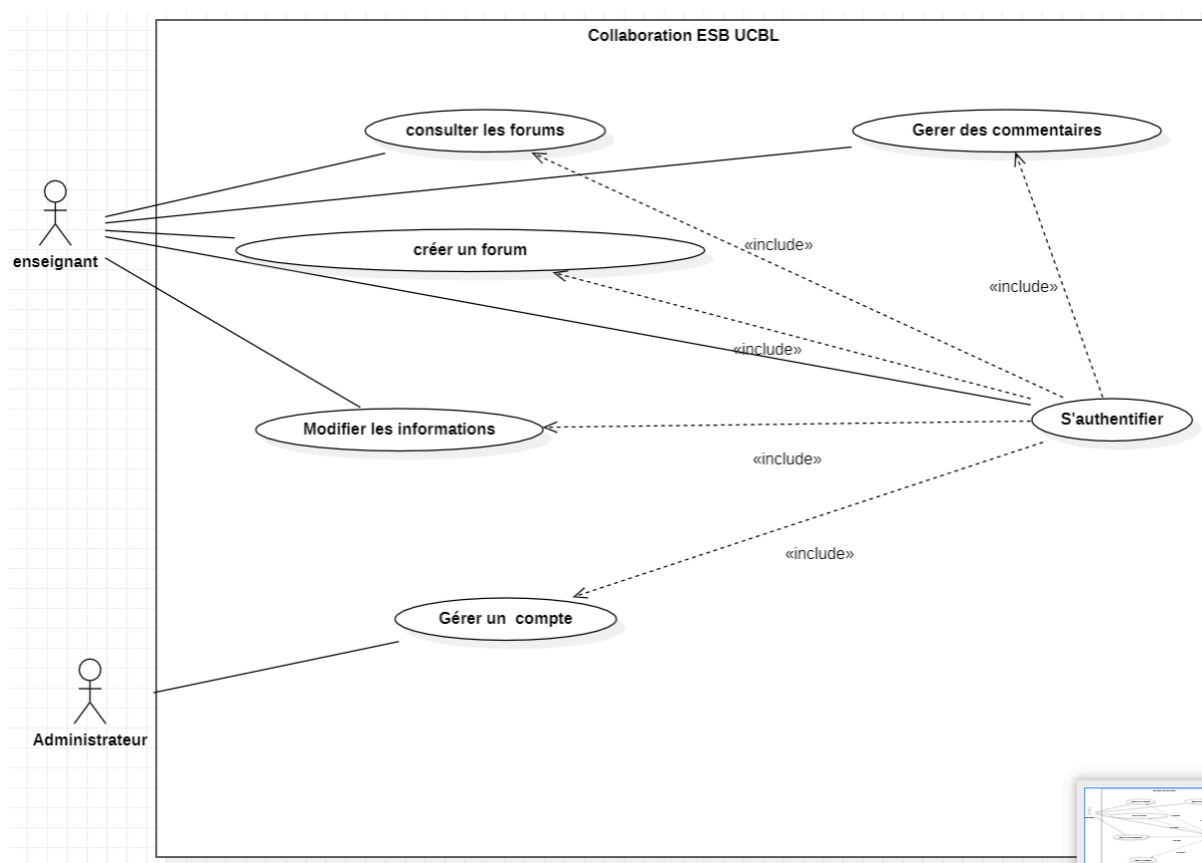 Collaboration ESB UCBL
consulter les forums
Gerer des commentaires
enseignant
créer un forum
«include»
«include»
«include»
S'authentifier
Modifier les informations
«include»
«include»
Gérer un  compte
Administrateur